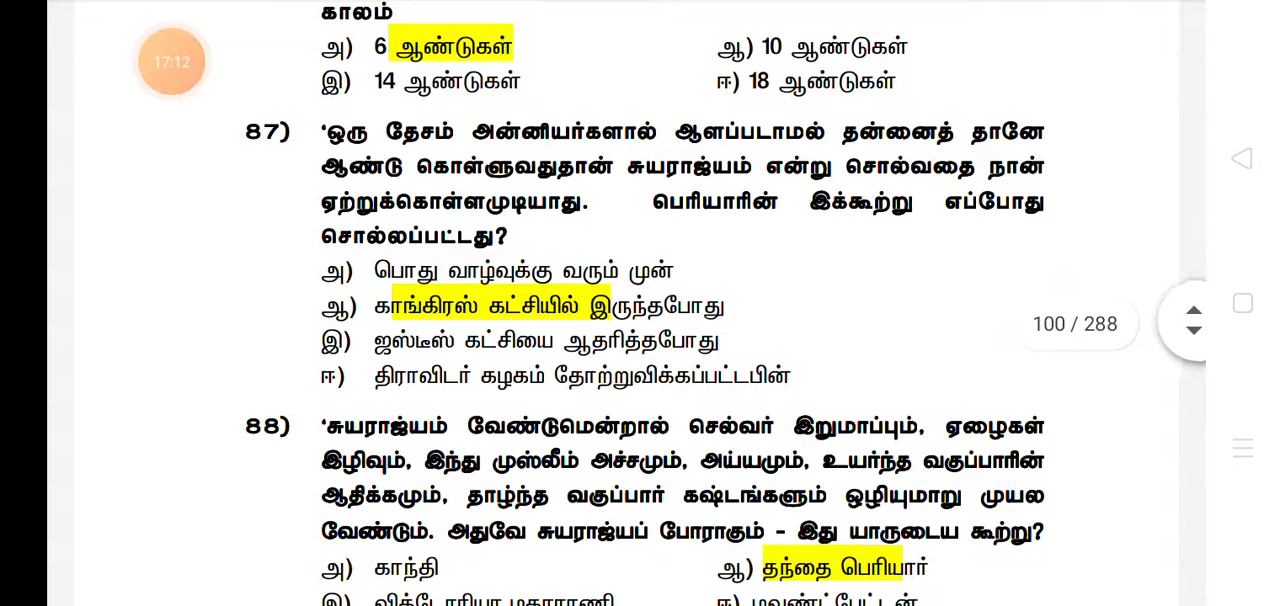 காலம்
அ) 6 ஆண்டுகள் ஆ) 10 ஆண்டுகள்
17:12
இ) 14 ஆண்டுகள் ஈ) 18 ஆண்டுகள்
87) ‘ஒரு தேசம் அன்னியர்களால் ஆளப்படாமல் தன்னைத் தானே
ஆண்டு கொள்ளுவதுதான் சுயராஜ்யம் என்று சொல்வதை நான்
ஏற்றுக்கொள்ளமுடியாது. பெரியாரின் இக்கூற்று எப்போது
சொல்லப்பட்டது?
அ) பொது வாழ்வுக்கு வரும் முன்
ஆ) காங்கிரஸ் கட்சியில் இருந்தபோது
100 / 288
இ) ஜஸ்டீஸ் கட்சியை ஆதரித்தபோது
ஈ) திராவிடர் கழகம் தோற்றுவிக்கப்பட்டபின்
88) ‘சுயராஜ்யம் வேண்டுமென்றால் செல்வர் இறுமாப்பும், ஏழைகள்
இழிவும், இந்து முஸ்லீம் அச்சமும், அய்யமும், உயர்ந்த வகுப்பாரின்
ஆதிக்கமும், தாழ்ந்த வகுப்பார் கஷ்டங்களும் ஒழியுமாறு முயல
வேண்டும். அதுவே சுயராஜ்யப் போராகும் – இது யாருடைய கூற்று?
அ) காந்தி ஆ) தந்தை பெரியார்
இ) விக்டோரியா மகாராணி ஈ) மவுண்ட்பேட்டன்